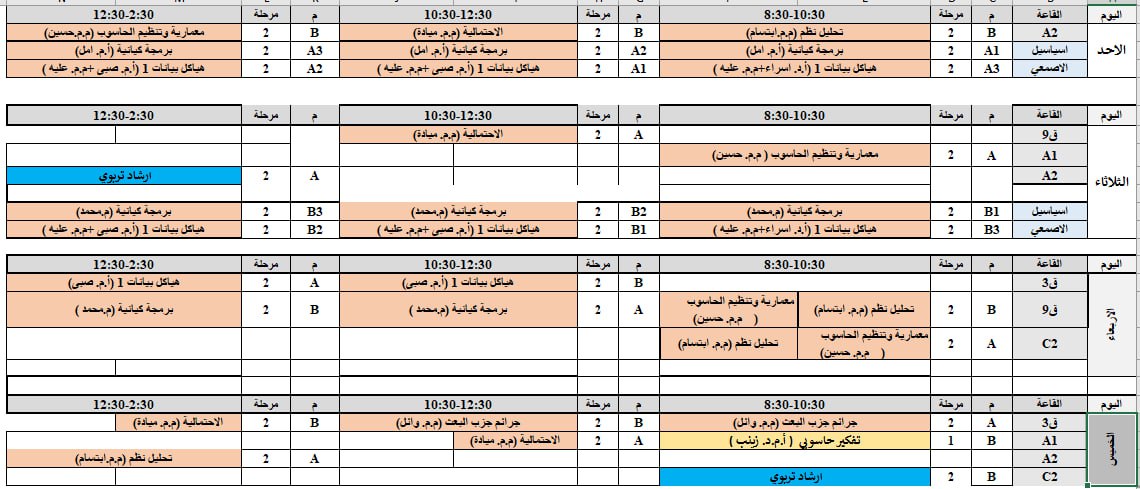 اليوم القاعة 8:30-10:30 مرحلة م 10:30-12:30 مرحلة م 12:30-2:30 مرحلة م
الاحد
A2 B 2 تحليل نظم (م.م.ابتسام) B 2 الاحتمالية (م.م. ميادة) B 2 معمارية وتنظيم الحاسوب (م.م.حسين)
اسياسيل A1 2 برمجة كيانية (أ.م. امل) A2 2 برمجة كيانية (أ.م. امل) A3 2 برمجة كيانية (أ.م. امل)
الاصمعي A3 2 هياكل بيانات 1 (أ.د. اسراء+م.م. عليه ) A1 2 هياكل بيانات 1 (أ.م. صبى +م.م. عليه ) A2 2 هياكل بيانات 1 (أ.م. صبى +م.م. عليه )
اليوم القاعة 8:30-10:30 م مرحلة 10:30-12:30 م مرحلة 12:30-2:30
الثلاثاء
ق9 A 2 الاحتمالية (م.م. ميادة)
A1 A 2 معمارية وتنظيم الحاسوب ( م.م. حسين)
A2 A 2 ارشاد تربوي
اسياسيل B1 2 برمجة كيانية (م.محمد) B2 2 برمجة كيانية (م.محمد) B3 2 برمجة كيانية (م.محمد)
الاصمعي B3 2 هياكل بيانات 1 (أ.د. اسراء+م.م. عليه ) B1 2 هياكل بيانات 1 (أ.م. صبى +م.م. عليه ) B2 2 هياكل بيانات 1 (أ.م. صبى +م.م. عليه )
اليوم القاعة 8:30-10:30 م مرحلة 10:30-12:30 م مرحلة 12:30-2:30
الاربعاء
ق3 B 2 هياكل بيانات 1 (أ.م. صبى) A 2 هياكل بيانات 1 (أ.م. صبى)
ق9 B 2 تحليل نظم (م.م. ابتسام) معمارية وتنظيم الحاسوب ( م.م. حسين) A 2 برمجة كيانية (م.محمد ) B 2 برمجة كيانية (م.محمد )
C2 A 2 معمارية وتنظيم الحاسوب ( م.م. حسين) تحليل نظم (م.م. ابتسام)
اليوم القاعة 8:30-10:30 م مرحلة 10:30-12:30 م مرحلة 12:30-2:30
الخميس
ق3 A 2 جرائم حزب البعث (م.م. وائل) B 2 جرائم حزب البعث (م.م. وائل) B 2 الاحتمالية (م.م. ميادة)
A1 B 1 تفكير حاسوبي ( أ.م.د. زينب ) A 2 الاحتمالية (م.م. ميادة)
A2 A 2 تحليل نظم (م.م.ابتسام)
C2 B 2 ارشاد تربوي